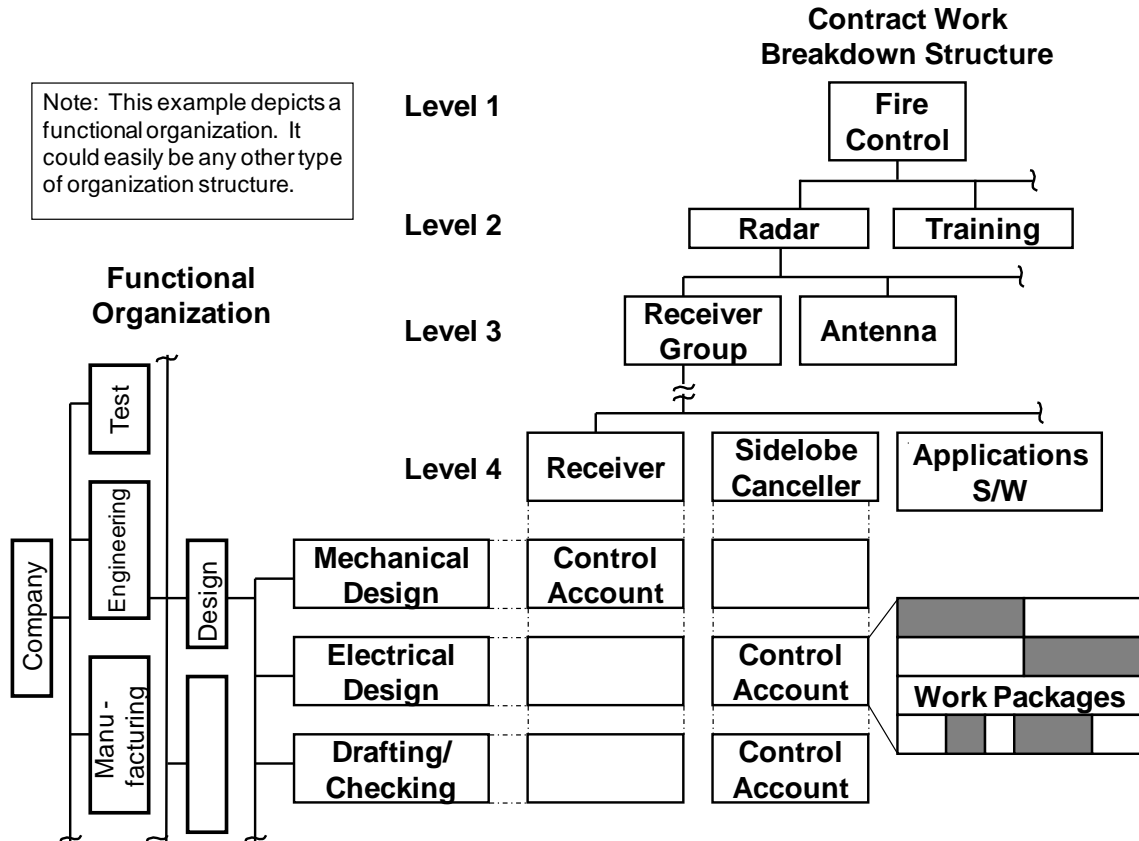 Contract Work
Breakdown Structure
Note: This example depicts a
functional organization. It
could easily be any other type
of organization structure.
Level 1
Fire
Control
Level 2
Radar
Training
Functional
Organization
Level 3
Receiver
Group
Antenna
Test
Level 4
Receiver
Sidelobe
Canceller
Applications
S/W
Company
Engineering
Design
Mechanical
Design
Control
Account
Electrical
Design
Control
Account
Work Packages
Manu-
facturing
Drafting/
Checking
Control
Account